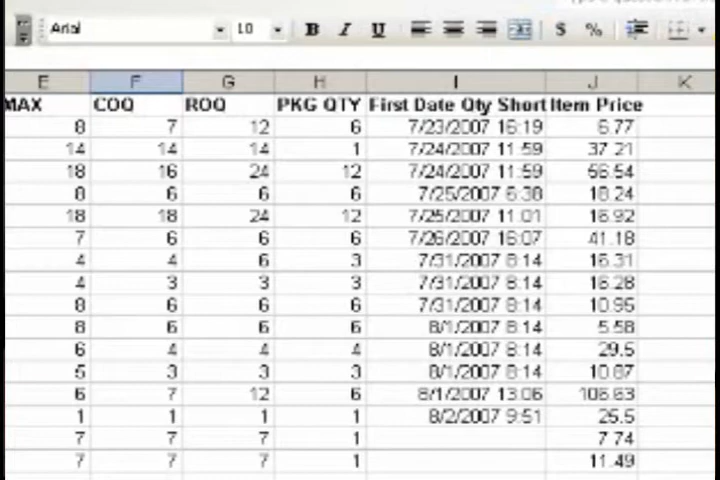 Arial 10 B I U $ %
E F G H I J K
MAX COQ ROQ PKG QTY First Date Qty Short Item Price
8 7 12 6 7/23/2007 16:19 6.77
14 14 14 1 7/24/2007 11:59 37.21
18 16 24 12 7/24/2007 11:59 56.54
8 6 6 6 7/25/2007 6:38 18.24
18 18 24 12 7/25/2007 11:01 16.92
7 6 6 6 7/26/2007 16:07 41.18
4 4 6 3 7/31/2007 8:14 16.31
4 3 3 3 7/31/2007 8:14 16.28
8 6 6 6 7/31/2007 8:14 10.95
8 6 6 6 8/1/2007 8:14 5.58
6 4 4 4 8/1/2007 8:14 29.5
5 3 3 3 8/1/2007 8:14 10.87
6 7 12 6 8/1/2007 13:06 106.63
1 1 1 1 8/2/2007 9:51 25.5
7 7 7 1 7.74
7 7 7 1 11.49